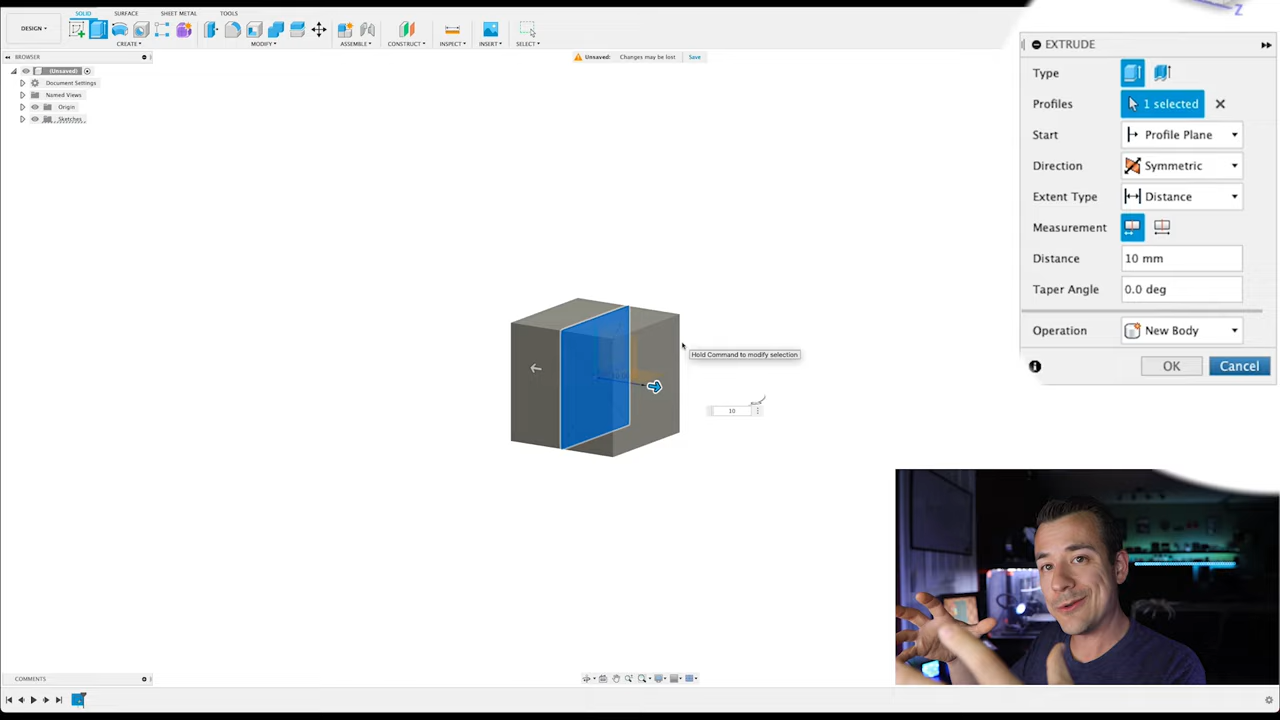 SOLID SURFACE SHEET METAL TOOLS
DESIGN
CREATE MODIFY ASSEMBLE CONSTRUCT INSPECT INSERT SELECT
BROWSER
(Unsaved)
Document Settings
Named Views
Origin
Sketches
Unsaved: Changes may be lost Save
Z
EXTRUDE
Type
Profiles 1 selected
Start Profile Plane
Direction Symmetric
Extent Type Distance
Measurement
Distance 10 mm
Taper Angle 0.0 deg
Operation New Body
OK Cancel
Hold Command to modify selection
10
COMMENTS